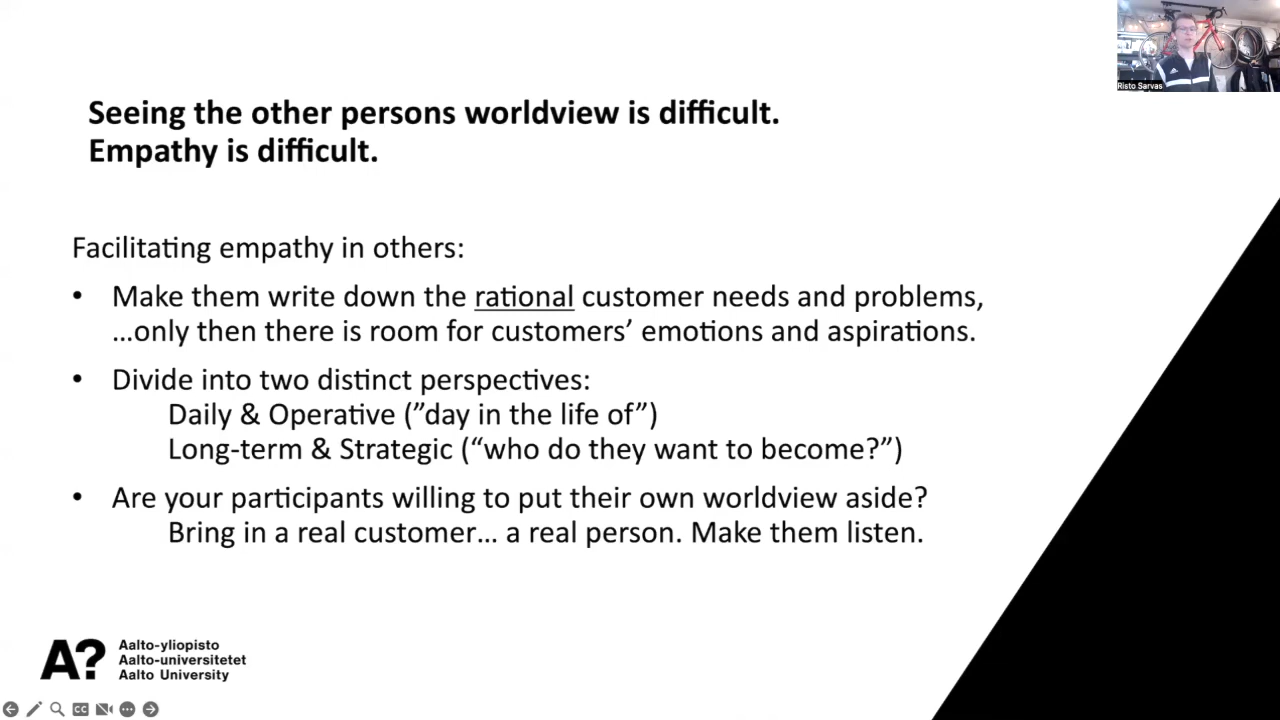 Risto Sarvas
Seeing the other persons worldview is difficult.
Empathy is difficult.
Facilitating empathy in others:
• Make them write down the rational customer needs and problems,
…only then there is room for customers’ emotions and aspirations.
• Divide into two distinct perspectives:
Daily & Operative (”day in the life of”)
Long-term & Strategic (“who do they want to become?”)
• Are your participants willing to put their own worldview aside?
Bring in a real customer… a real person. Make them listen.
A?
Aalto-yliopisto
Aalto-universitetet
Aalto University
CC